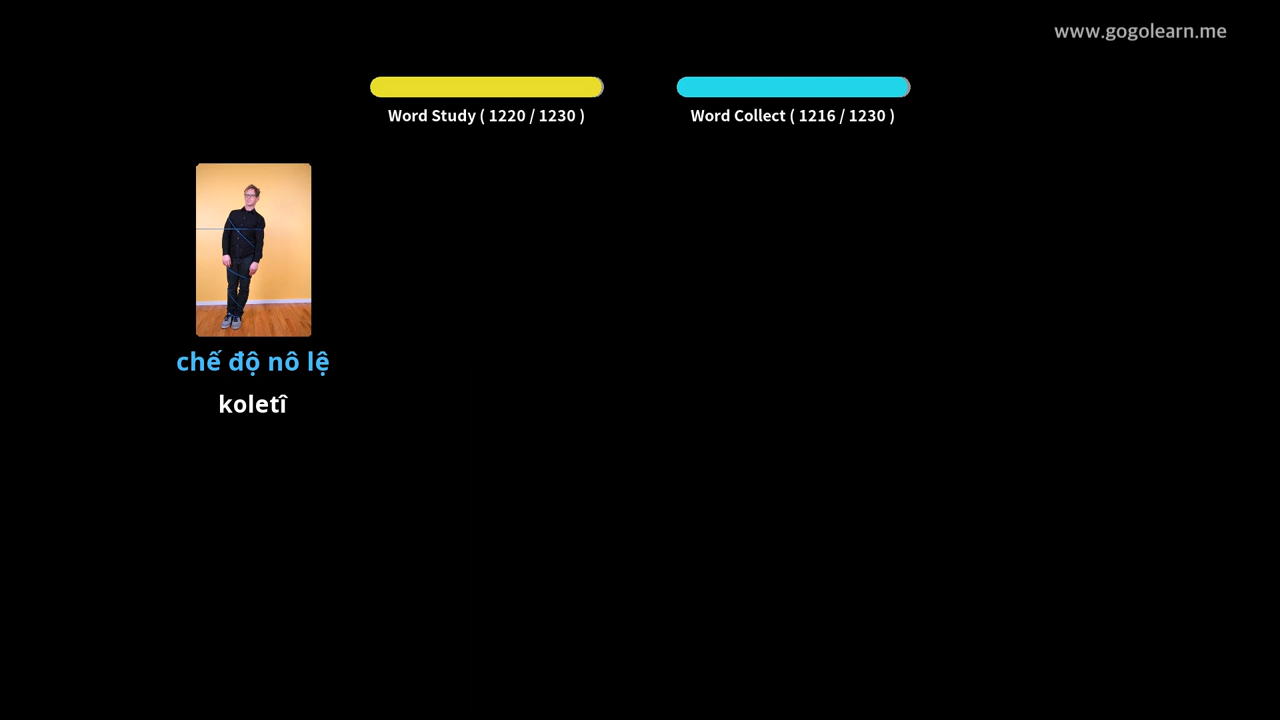 www.gogolearn.me
Word Study ( 1220 / 1230 )
Word Collect ( 1216 / 1230 )
chế độ nô lệ
koletî